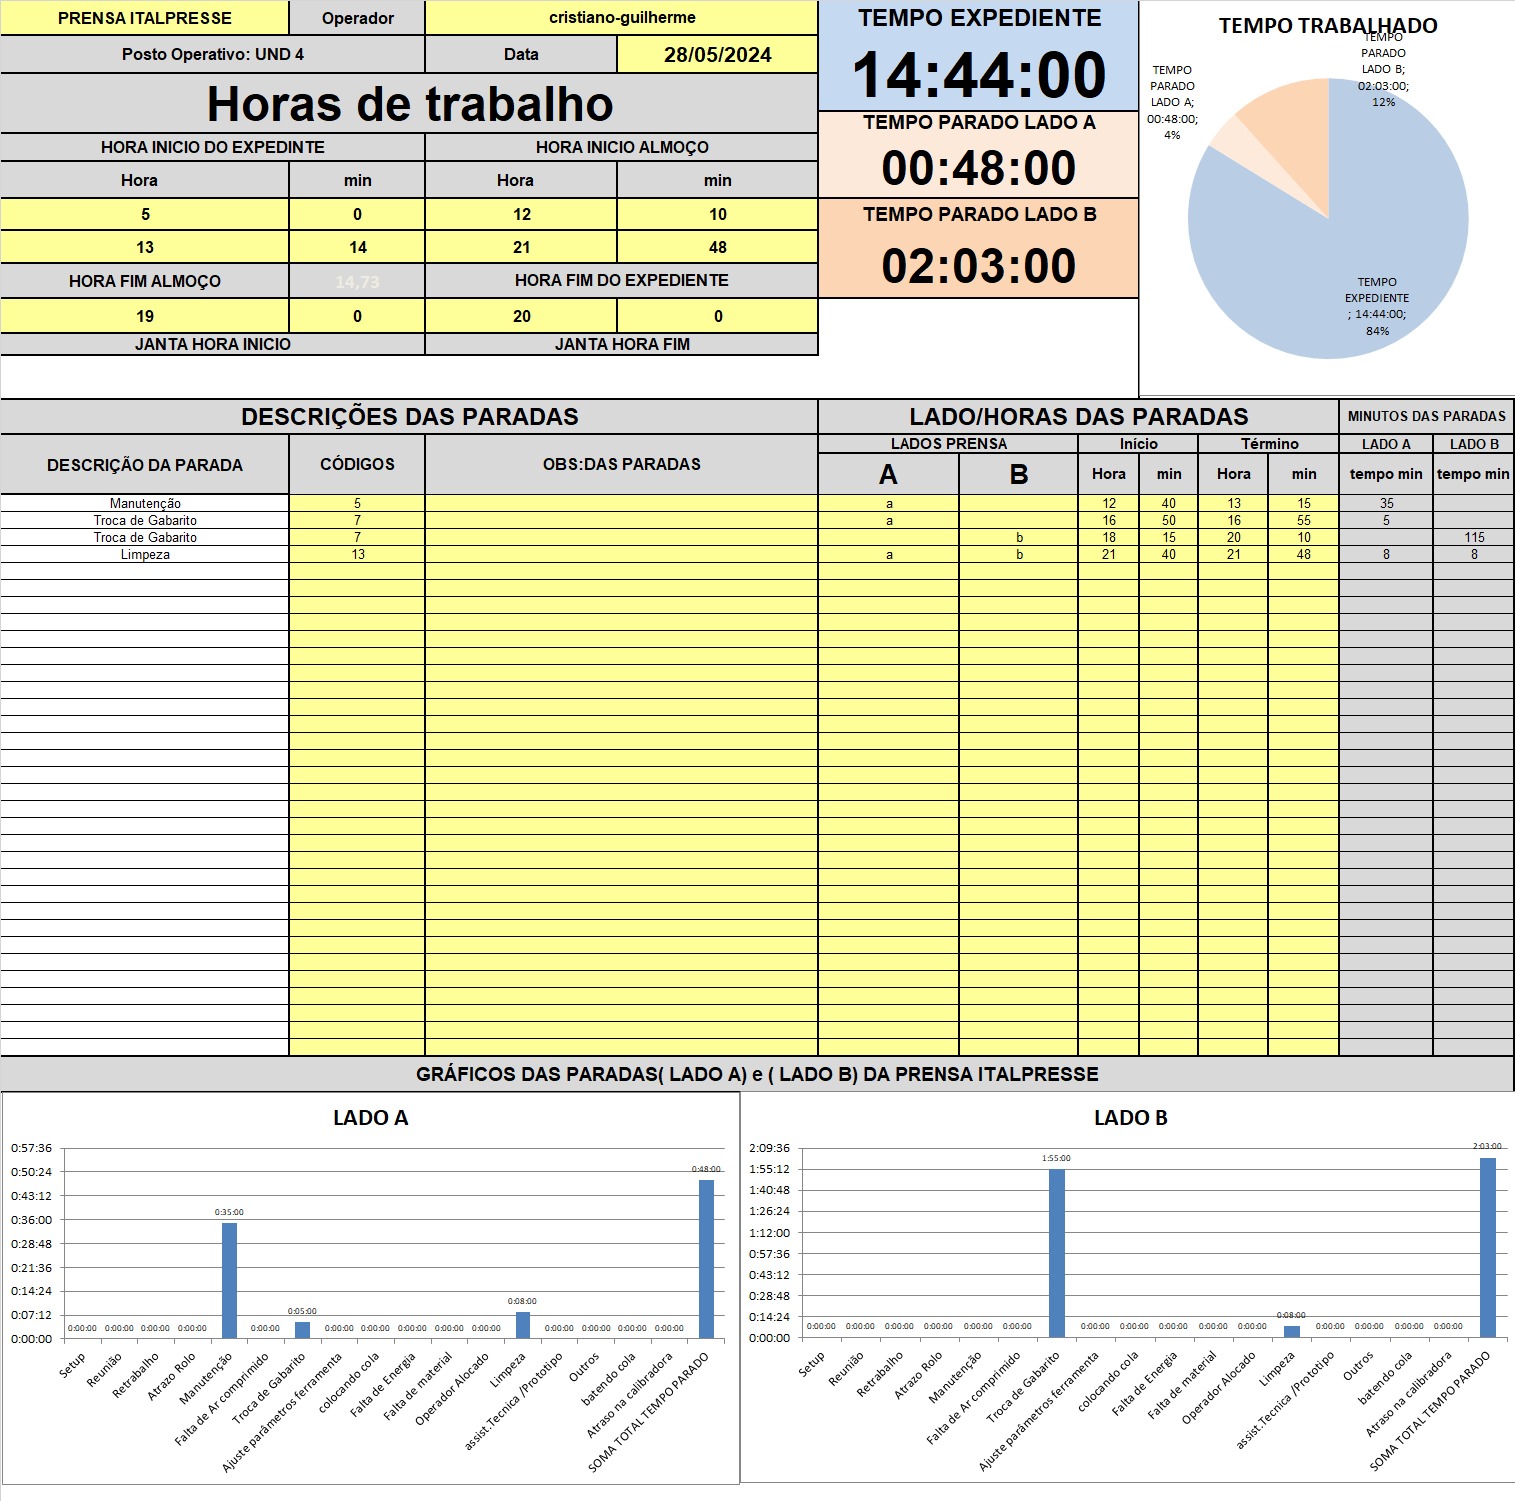 PRENSA ITALPRESSE Operador cristiano-guilherme
Posto Operativo: UND 4 Data 28/05/2024
Horas de trabalho
HORA INICIO DO EXPEDINTE HORA INICIO ALMOÇO
Hora min Hora min
5 0 12 10
13 14 21 48
HORA FIM ALMOÇO 14,73 HORA FIM DO EXPEDIENTE
19 0 20 0
JANTA HORA INICIO JANTA HORA FIM
TEMPO EXPEDIENTE
14:44:00
TEMPO PARADO LADO A
00:48:00
TEMPO PARADO LADO B
02:03:00
TEMPO TRABALHADO
TEMPO
PARADO
LADO B;
02:03:00;
12%
TEMPO
PARADO
LADO A;
00:48:00;
4%
TEMPO
EXPEDIENTE
; 14:44:00;
84%
DESCRIÇÕES DAS PARADAS LADO/HORAS DAS PARADAS MINUTOS DAS PARADAS
DESCRIÇÃO DA PARADA CÓDIGOS OBS:DAS PARADAS
LADOS PRENSA Início Término LADO A LADO B
A B Hora min Hora min tempo min tempo min
Manutenção 5 a 12 40 13 15 35
Troca de Gabarito 7 a 16 50 16 55 5
Troca de Gabarito 7 b 18 15 20 10 115
Limpeza 13 a b 21 40 21 48 8 8
GRÁFICOS DAS PARADAS( LADO A) e ( LADO B) DA PRENSA ITALPRESSE
LADO A
0:57:36
0:50:24
0:43:12
0:36:00
0:28:48
0:21:36
0:14:24
0:07:12
0:00:00
0:00:00 0:00:00 0:00:00 0:00:00 0:35:00 0:00:00 0:05:00 0:00:00 0:00:00 0:00:00 0:00:00 0:00:00 0:08:00 0:00:00 0:00:00 0:00:00 0:00:00 0:48:00
Setup
Reunião
Retrabalho
Atrazo Rolo
Manutenção
Falta de Ar comprimido
Troca de Gabarito
Ajuste parâmetros ferramenta
colocando cola
Falta de Energia
Falta de material
Operador Alocado
Limpeza
assist.Tecnica /Prototipo
Outros
batendo cola
Atraso na calibradora
SOMA TOTAL TEMPO PARADO
LADO B
2:09:36
1:55:12
1:40:48
1:26:24
1:12:00
0:57:36
0:43:12
0:28:48
0:14:24
0:00:00
0:00:00 0:00:00 0:00:00 0:00:00 0:00:00 0:00:00 1:55:00 0:00:00 0:00:00 0:00:00 0:00:00 0:00:00 0:08:00 0:00:00 0:00:00 0:00:00 0:00:00 2:03:00
Setup
Reunião
Retrabalho
Atrazo Rolo
Manutenção
Falta de Ar comprimido
Troca de Gabarito
Ajuste parâmetros ferramenta
colocando cola
Falta de Energia
Falta de material
Operador Alocado
Limpeza
assist.Tecnica /Prototipo
Outros
batendo cola
Atraso na calibradora
SOMA TOTAL TEMPO PARADO